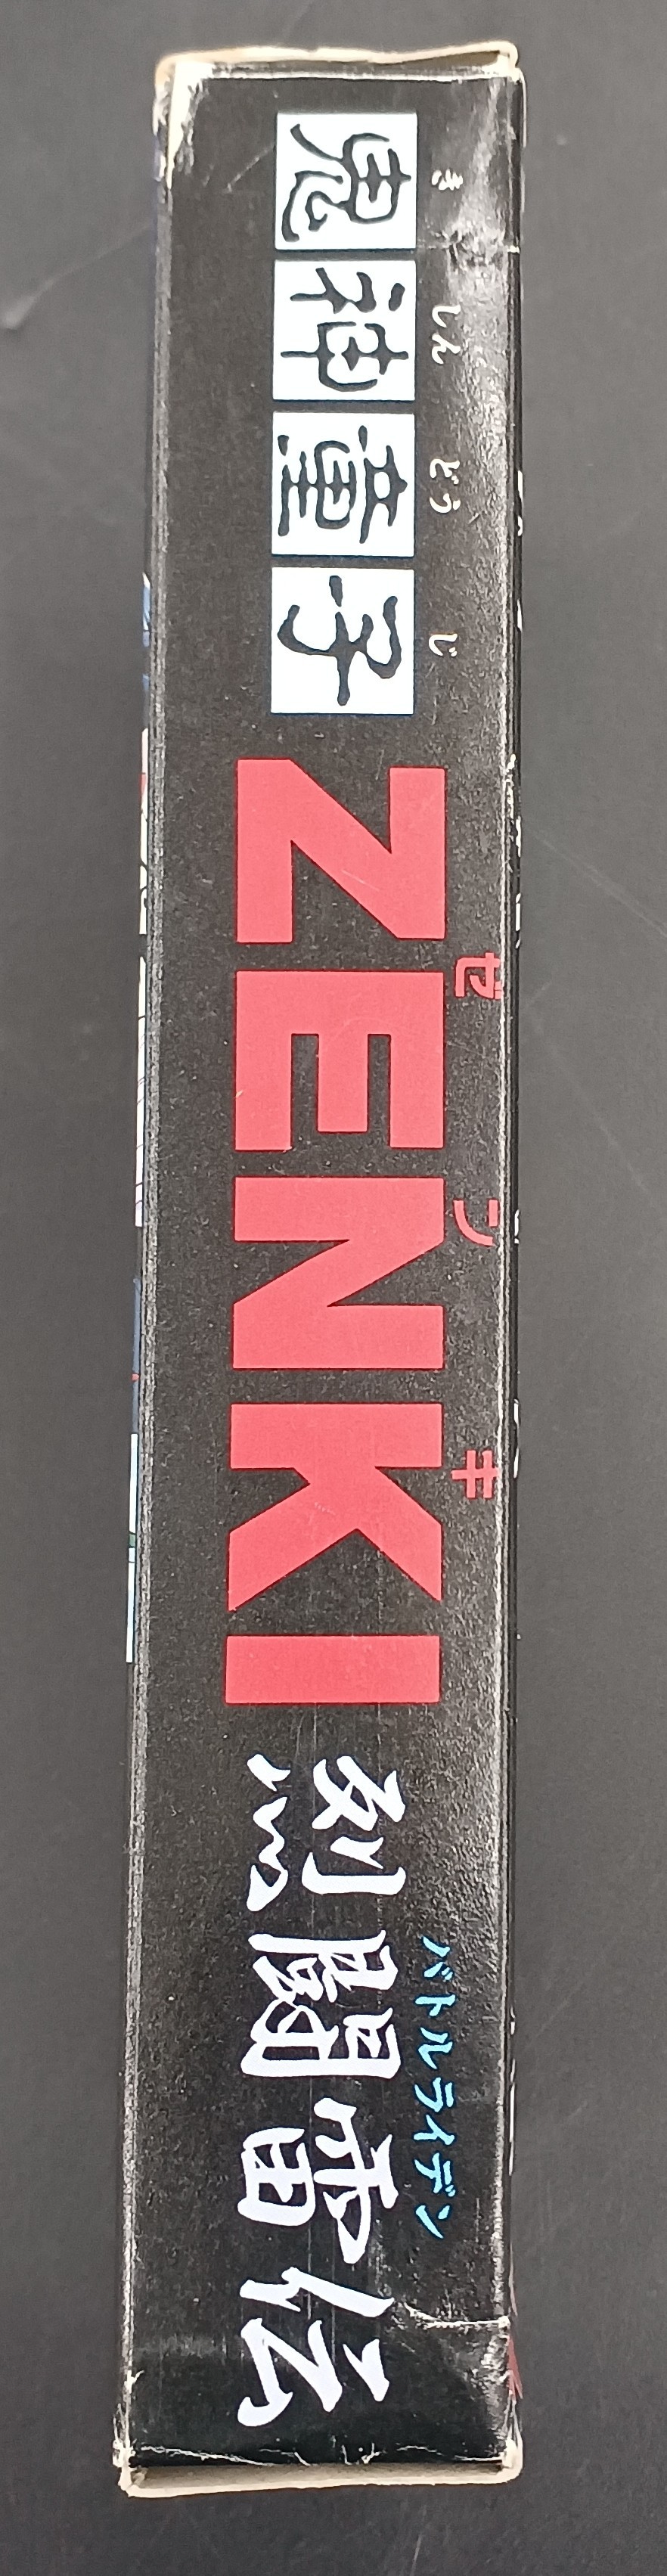 きしんどうじ
鬼神童子
ゼンキ
ZENKI
バトルライデン
烈闘雷伝